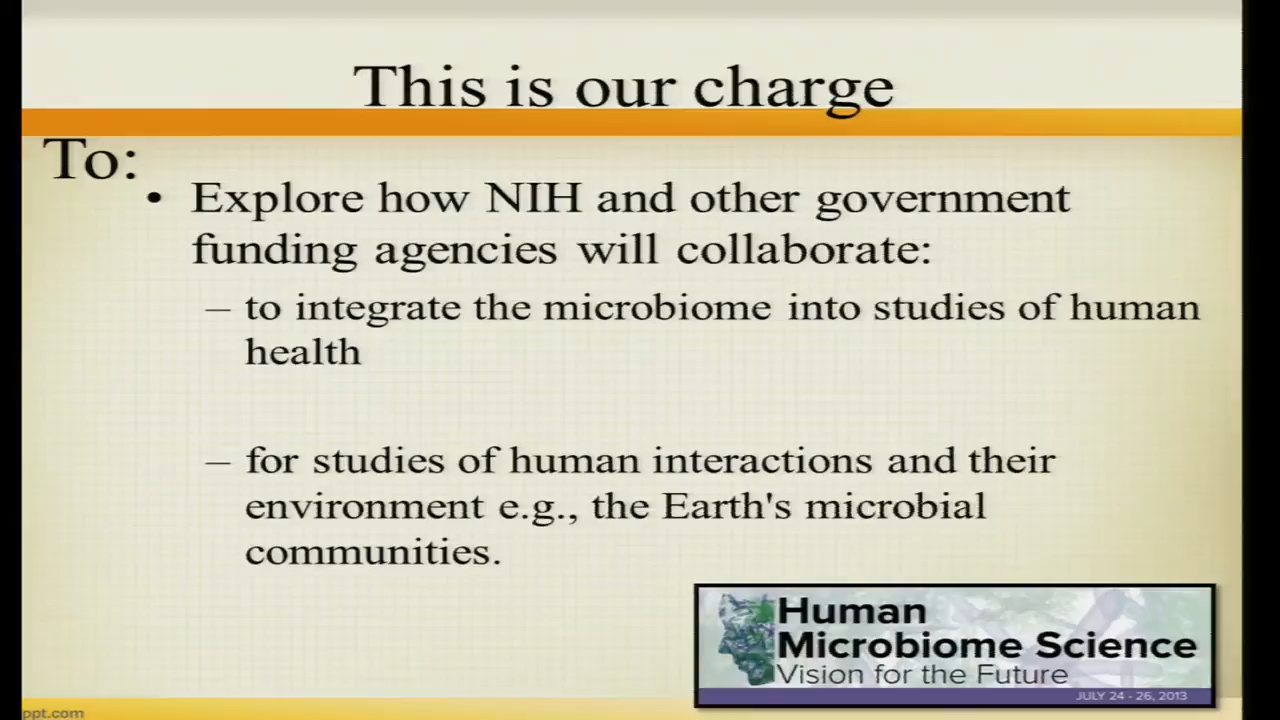 This is our charge
To:
• Explore how NIH and other government
funding agencies will collaborate:
– to integrate the microbiome into studies of human
health
– for studies of human interactions and their
environment e.g., the Earth's microbial
communities.
Human
Microbiome Science
Vision for the Future
JULY 24 - 26, 2013
ppt.com